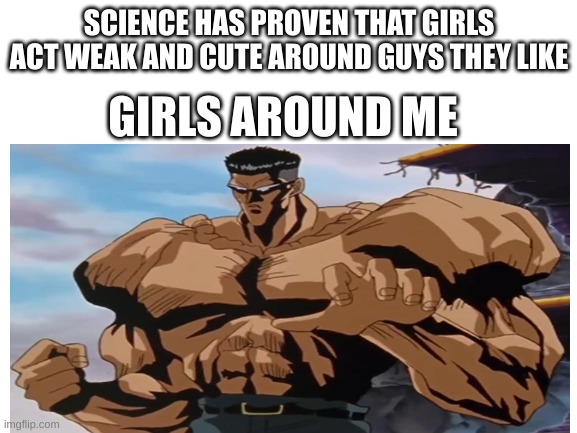 SCIENCE HAS PROVEN THAT GIRLS
ACT WEAK AND CUTE AROUND GUYS THEY LIKE
GIRLS AROUND ME
imgflip.com